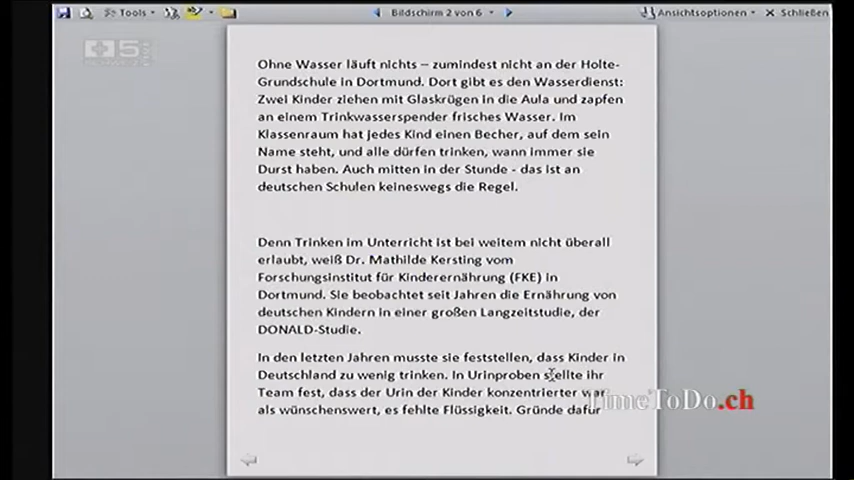 Tools
Bildschirm 2 von 6
Ansichtsoptionen
Schließen
5
Ohne Wasser läuft nichts – zumindest nicht an der Holte-
Grundschule in Dortmund. Dort gibt es den Wasserdienst:
Zwei Kinder ziehen mit Glaskrügen in die Aula und zapfen
an einem Trinkwasserspender frisches Wasser. Im
Klassenraum hat jedes Kind einen Becher, auf dem sein
Name steht, und alle dürfen trinken, wann immer sie
Durst haben. Auch mitten in der Stunde - das ist an
deutschen Schulen keineswegs die Regel.
Denn Trinken im Unterricht ist bei weitem nicht überall
erlaubt, weiß Dr. Mathilde Kersting vom
Forschungsinstitut für Kinderernährung (FKE) in
Dortmund. Sie beobachtet seit Jahren die Ernährung von
deutschen Kindern in einer großen Langzeitstudie, der
DONALD-Studie.
In den letzten Jahren musste sie feststellen, dass Kinder in
Deutschland zu wenig trinken. In Urinproben stellte ihr
Team fest, dass der Urin der Kinder konzentrierter war
als wünschenswert, es fehlte Flüssigkeit. Gründe dafür
TimeToDo.ch